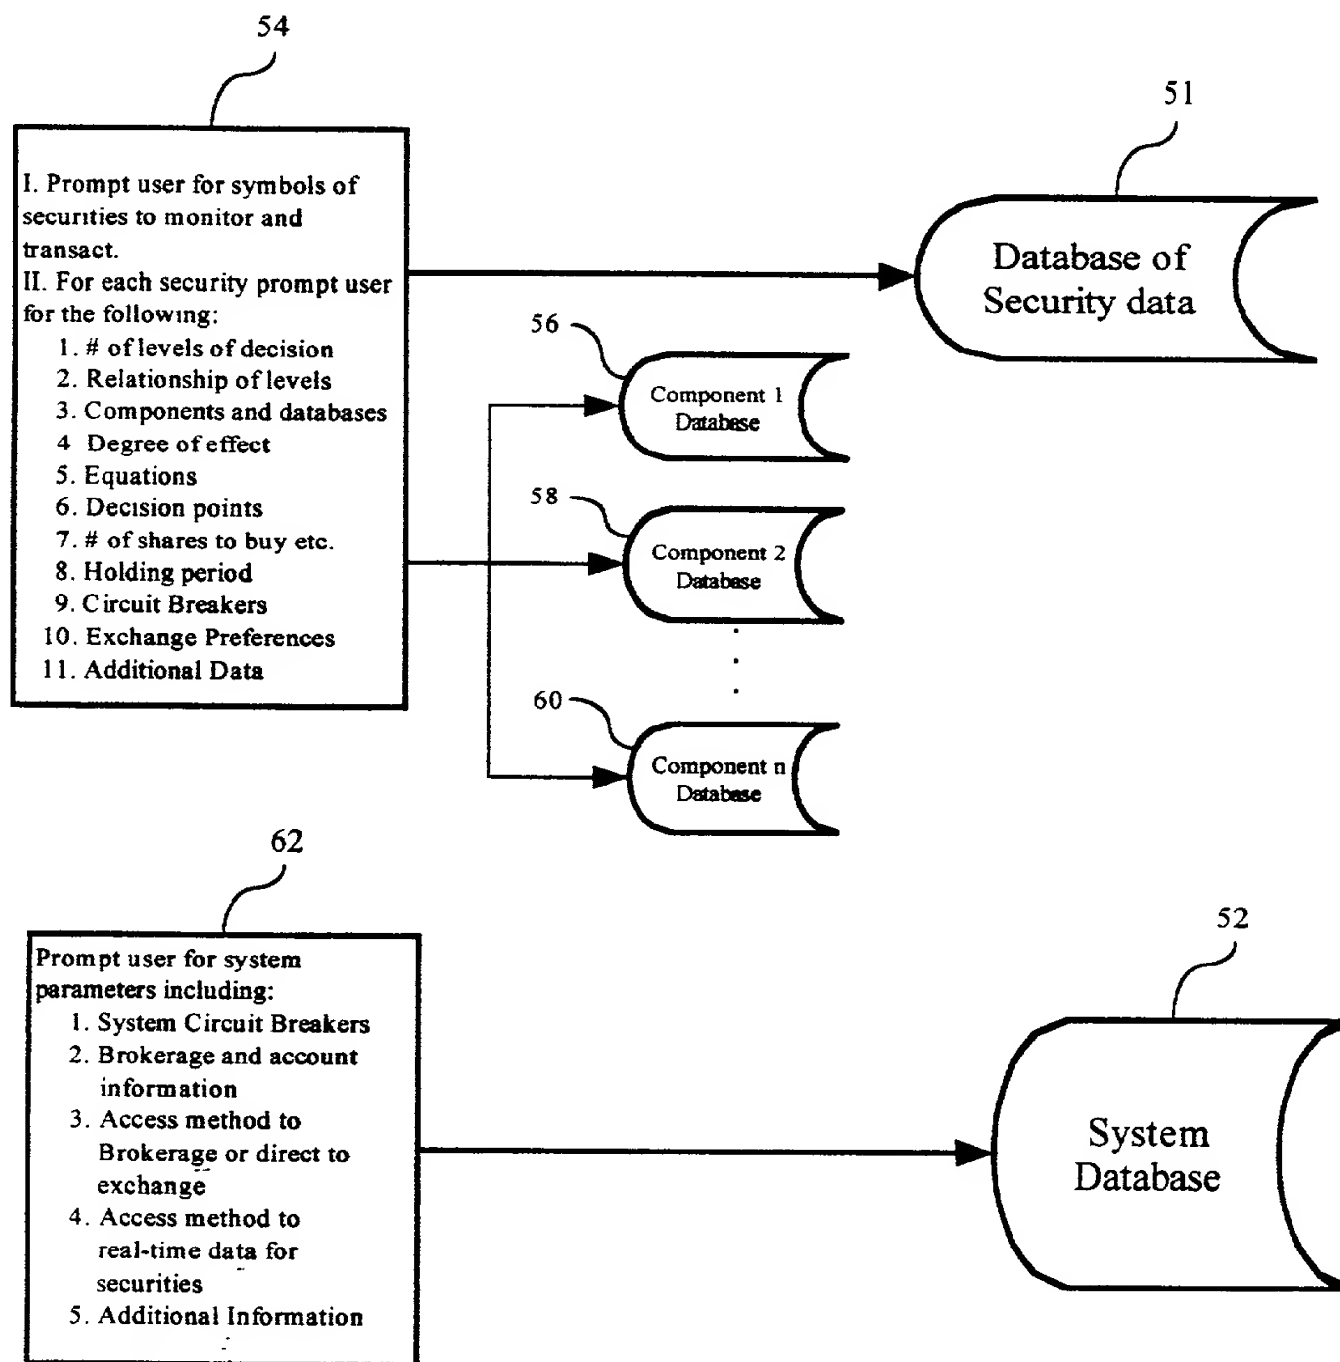 54
I. Prompt user for symbols of
securities to monitor and
transact.
II. For each security prompt user
for the following:
1. # of levels of decision
2. Relationship of levels
3. Components and databases
4 Degree of effect
5. Equations
6. Decision points
7. # of shares to buy etc.
8. Holding period
9. Circuit Breakers
10. Exchange Preferences
11. Additional Data
51
Database of
Security data
56
Component 1
Database
58
Component 2
Database
60
Component n
Database
62
Prompt user for system
parameters including:
1. System Circuit Breakers
2. Brokerage and account
information
3. Access method to
Brokerage or direct to
exchange
4. Access method to
real-time data for
securities
5. Additional Information
52
System
Database